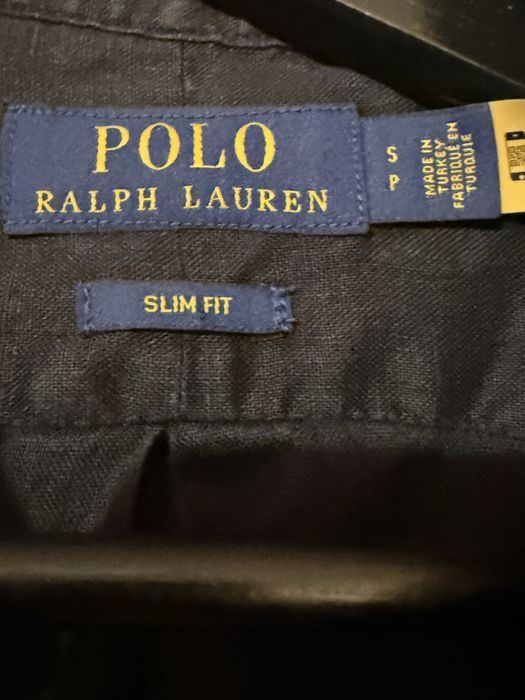 POLO
RALPH LAUREN
S
P
MADE IN
TURKEY
FABRIQUÉ EN
TURQUIE
SLIM FIT